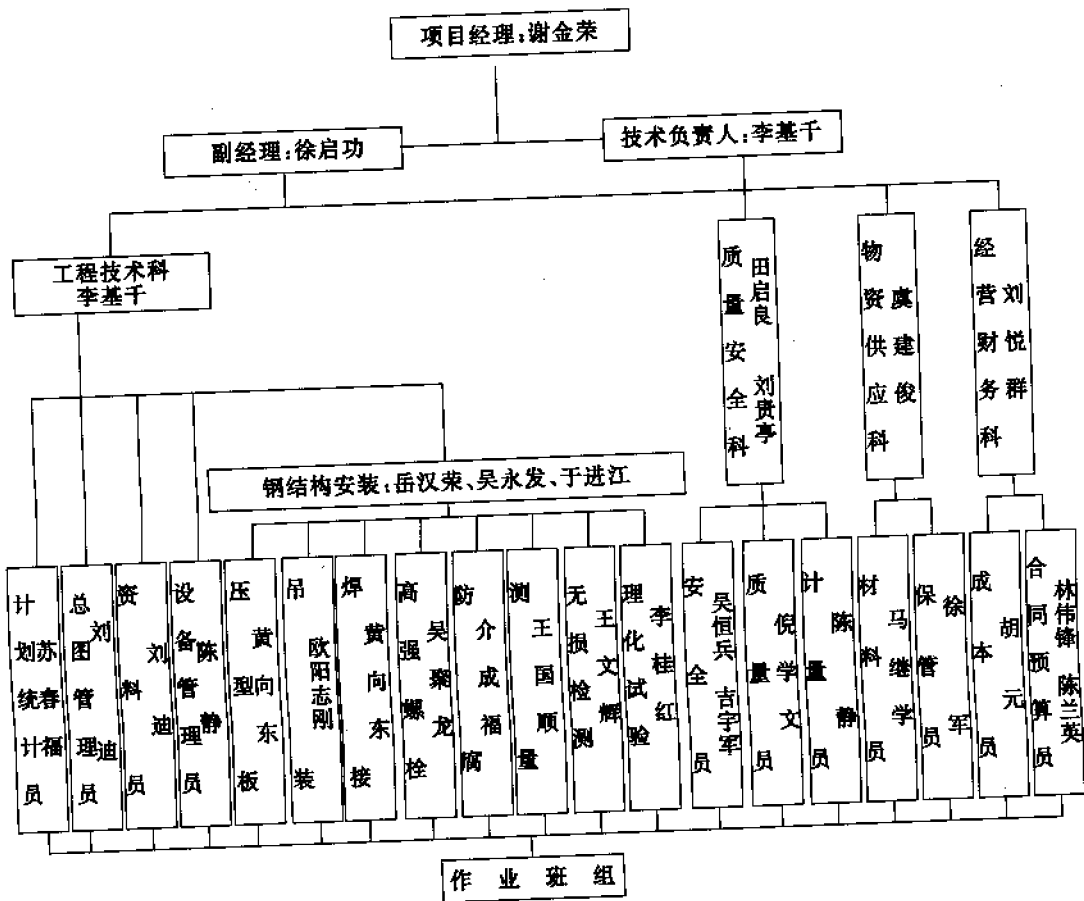 项目经理:谢金荣
副经理:徐启功
技术负责人:李基千
工程技术科
李基千
质量安全科
田启良 刘贵亭
物资供应科
虞建俊
经营财务科
刘悦群
钢结构安装:岳汉荣、吴永发、于进江
计划统计员
苏春福
总图管理员
刘迪
资料员
刘迪
设备管理员
陈静
压型板
黄向东
吊装
欧阳志刚
焊接
黄向东
高强螺栓
吴聚龙
防腐
介成福
测量
王国顺
无损检测
王文辉
理化试验
李桂红
安全员
吴恒兵 吉宇军
质量员
倪学文
计量员
陈静
材料员
马继学
保管员
徐军
成本员
胡元
合同预算员
林伟锋 陈兰英
作业班组